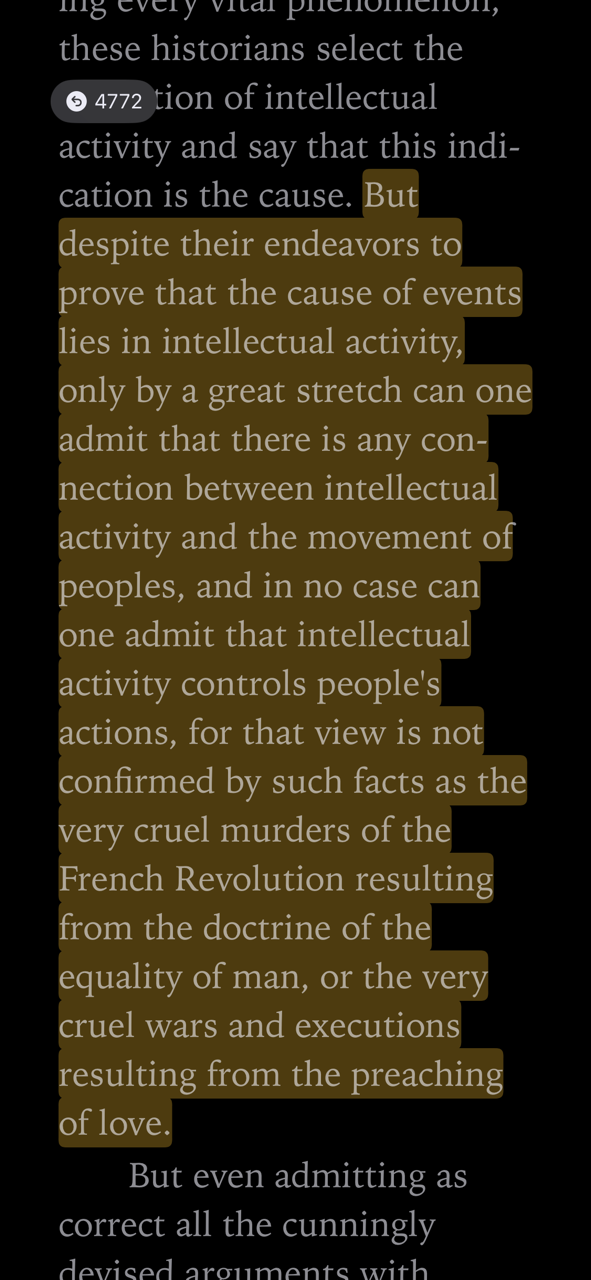 ing every vital phenomenon,
these historians select the
4772
tion of intellectual
activity and say that this indi-
cation is the cause. But
despite their endeavors to
prove that the cause of events
lies in intellectual activity,
only by a great stretch can one
admit that there is any con-
nection between intellectual
activity and the movement of
peoples, and in no case can
one admit that intellectual
activity controls people's
actions, for that view is not
confirmed by such facts as the
very cruel murders of the
French Revolution resulting
from the doctrine of the
equality of man, or the very
cruel wars and executions
resulting from the preaching
of love.
But even admitting as
correct all the cunningly
devised arguments with